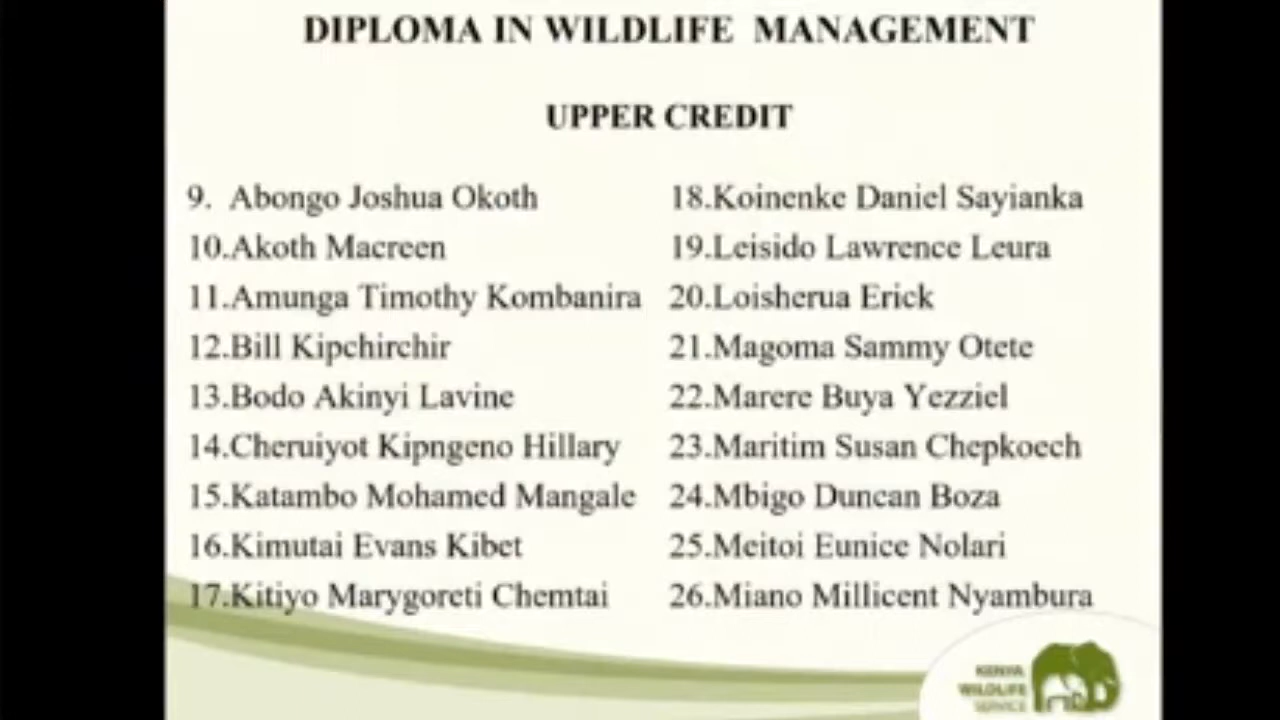 DIPLOMA IN WILDLIFE MANAGEMENT
UPPER CREDIT
9. Abongo Joshua Okoth
10.Akoth Macreen
11.Amunga Timothy Kombanira
12.Bill Kipchirchir
13.Bodo Akinyi Lavine
14.Cheruiyot Kipngeno Hillary
15.Katambo Mohamed Mangale
16.Kimutai Evans Kibet
17.Kitiyo Marygoreti Chemtai
18.Koinenke Daniel Sayianka
19.Leisido Lawrence Leura
20.Loisherua Erick
21.Magoma Sammy Otete
22.Marere Buya Yezziel
23.Maritim Susan Chepkoech
24.Mbigo Duncan Boza
25.Meitoi Eunice Nolari
26.Miano Millicent Nyambura
KENYA
WILDLIFE
SERVICE